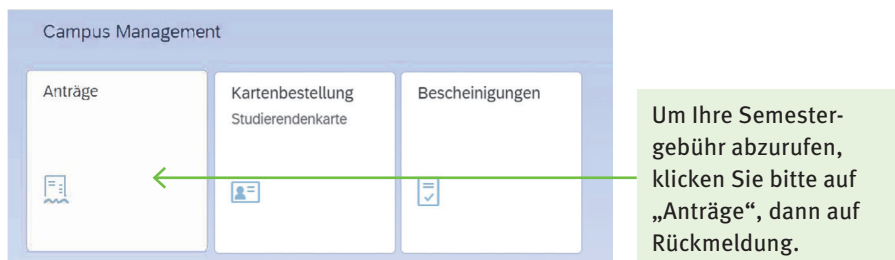 Campus Management
Anträge
Kartenbestellung
Studierendenkarte
Bescheinigungen
Um Ihre Semester-
gebühr abzurufen,
klicken Sie bitte auf
„Anträge“, dann auf
Rückmeldung.